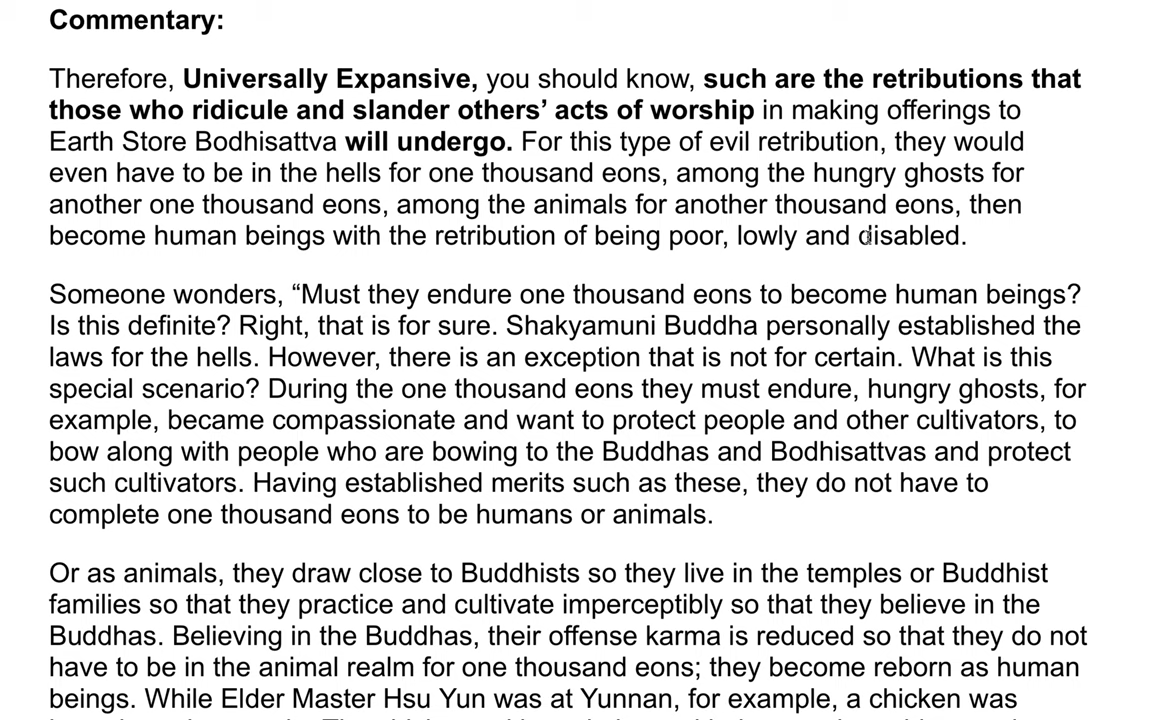 Commentary:
Therefore, Universally Expansive, you should know, such are the retributions that
those who ridicule and slander others’ acts of worship in making offerings to
Earth Store Bodhisattva will undergo. For this type of evil retribution, they would
even have to be in the hells for one thousand eons, among the hungry ghosts for
another one thousand eons, among the animals for another thousand eons, then
become human beings with the retribution of being poor, lowly and disabled.
Someone wonders, “Must they endure one thousand eons to become human beings?
Is this definite? Right, that is for sure. Shakyamuni Buddha personally established the
laws for the hells. However, there is an exception that is not for certain. What is this
special scenario? During the one thousand eons they must endure, hungry ghosts, for
example, became compassionate and want to protect people and other cultivators, to
bow along with people who are bowing to the Buddhas and Bodhisattvas and protect
such cultivators. Having established merits such as these, they do not have to
complete one thousand eons to be humans or animals.
Or as animals, they draw close to Buddhists so they live in the temples or Buddhist
families so that they practice and cultivate imperceptibly so that they believe in the
Buddhas. Believing in the Buddhas, their offense karma is reduced so that they do not
have to be in the animal realm for one thousand eons; they become reborn as human
beings. While Elder Master Hsu Yun was at Yunnan, for example, a chicken was